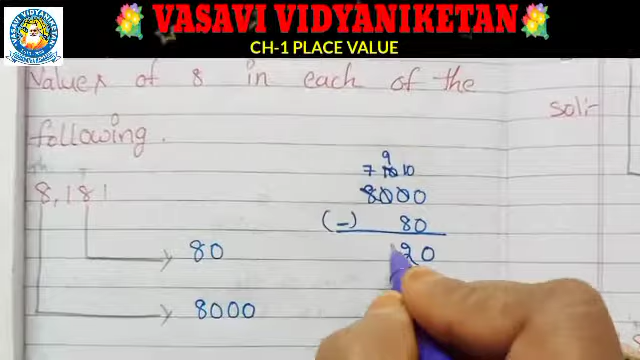 VASAVI VIDYANIKETAN
CH-1 PLACE VALUE
Values of 8 in each of the
following.
soln
Th T
8,181
9
7 10 10
8000
(-) 80
20
80
8000